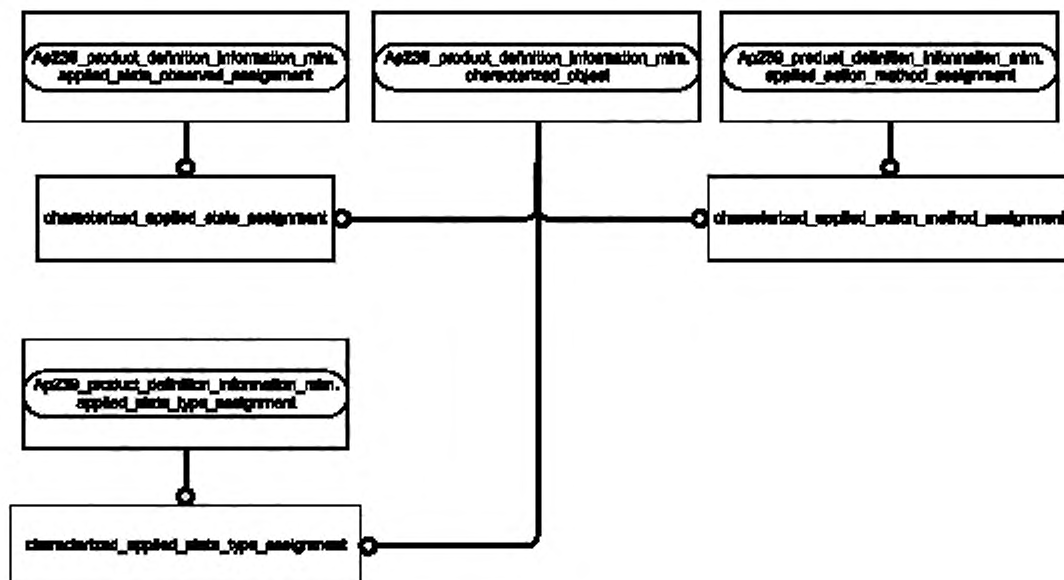 Ap239_product_definition_information_mim.
applied_state_observed_assignment
Ap239_product_definition_information_mim.
characterized_object
Ap239_product_definition_information_mim.
applied_action_method_assignment
characterized_applied_state_assignment
characterized_applied_action_method_assignment
Ap239_product_definition_information_mim.
applied_state_type_assignment
characterized_applied_state_type_assignment